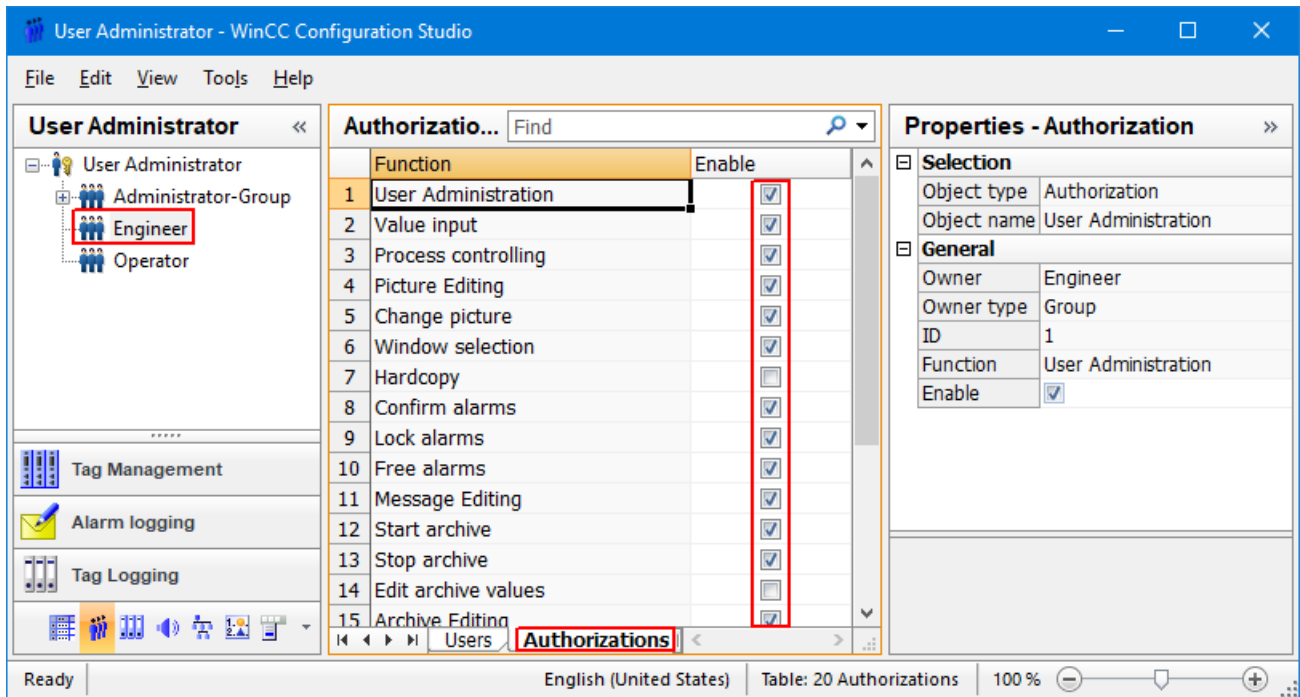 User Administrator - WinCC Configuration Studio
File Edit View Tools Help
User Administrator «
User Administrator
Administrator-Group
Engineer
Operator
Tag Management
Alarm logging
Tag Logging
Authorizatio... Find
Function Enable
1 User Administration
2 Value input
3 Process controlling
4 Picture Editing
5 Change picture
6 Window selection
7 Hardcopy
8 Confirm alarms
9 Lock alarms
10 Free alarms
11 Message Editing
12 Start archive
13 Stop archive
14 Edit archive values
15 Archive Editing
Users Authorizations
Properties - Authorization »
Selection
Object type Authorization
Object name User Administration
General
Owner Engineer
Owner type Group
ID 1
Function User Administration
Enable
Ready English (United States) Table: 20 Authorizations 100 %